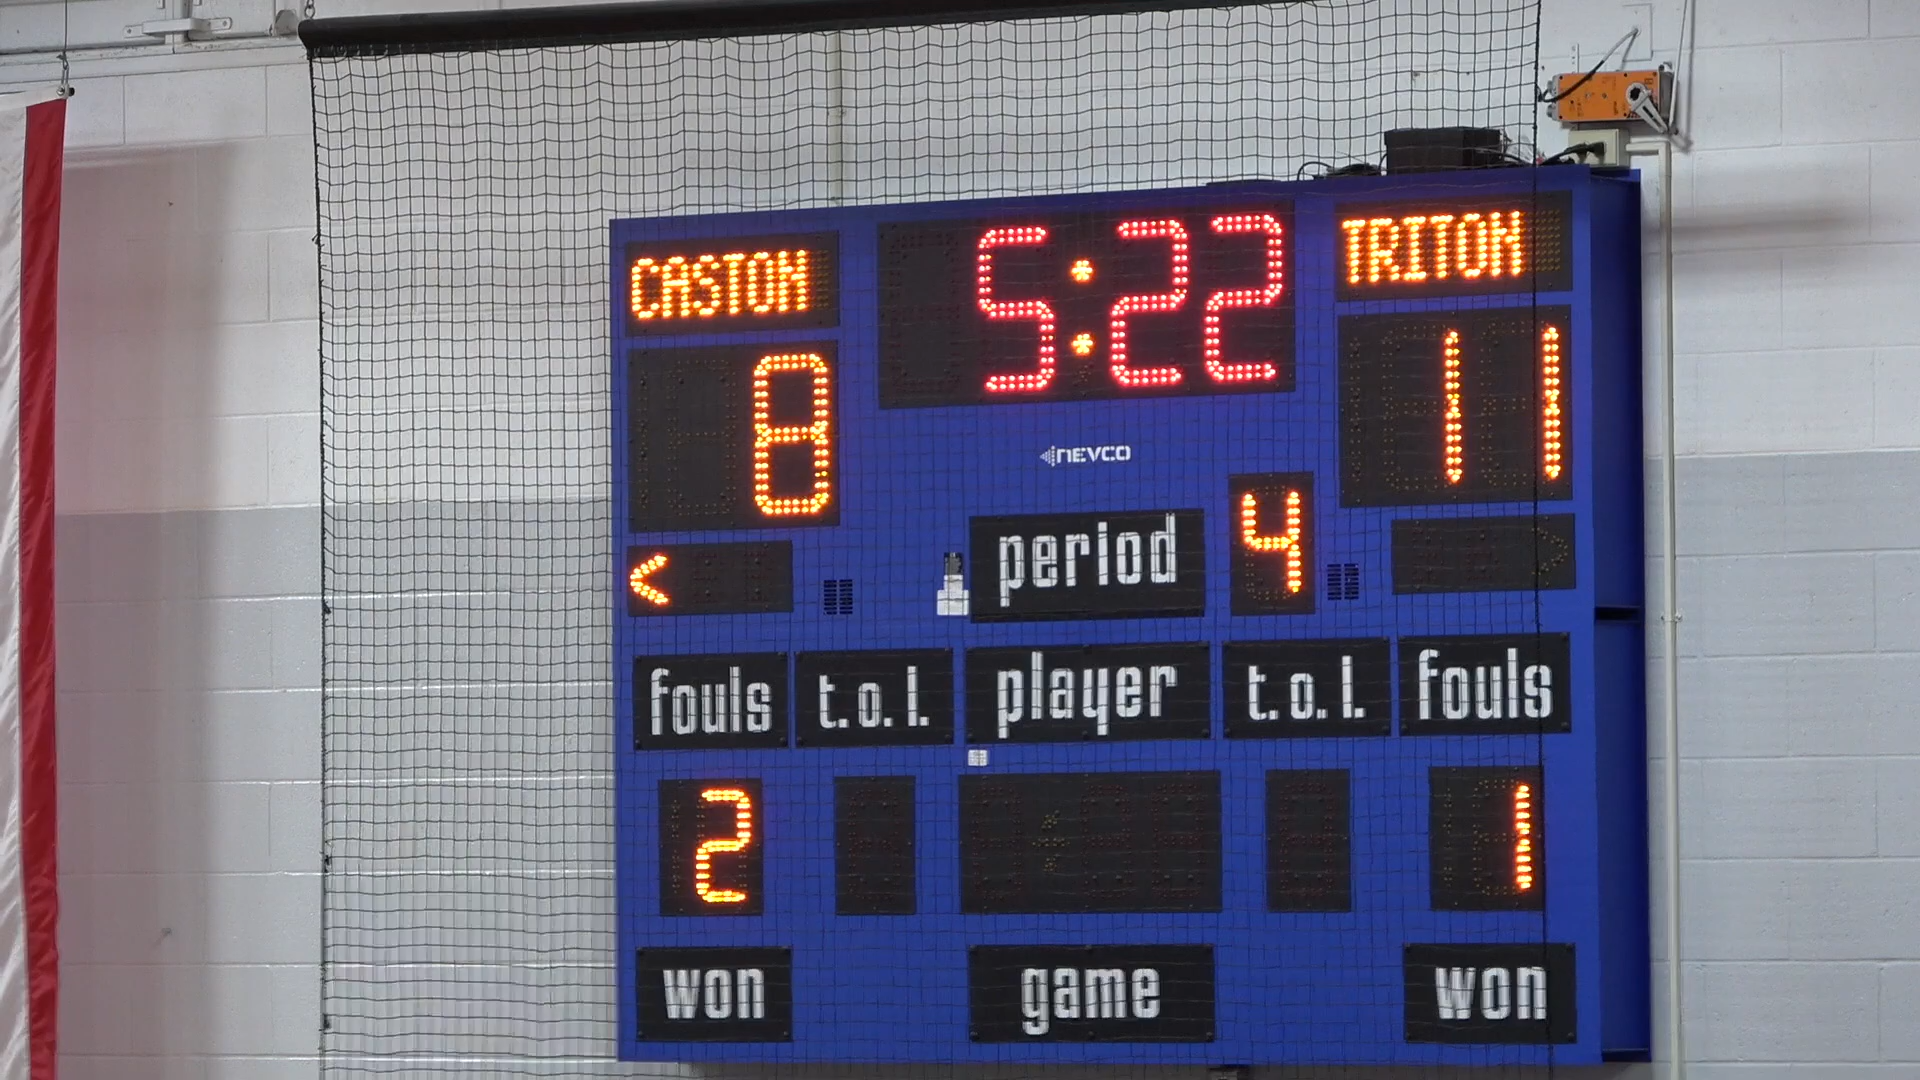 CASTON 5:22 TRITON
8 11
NEVCO
< period 4
fouls t.o.l. player t.o.l. fouls
2 1
won game won